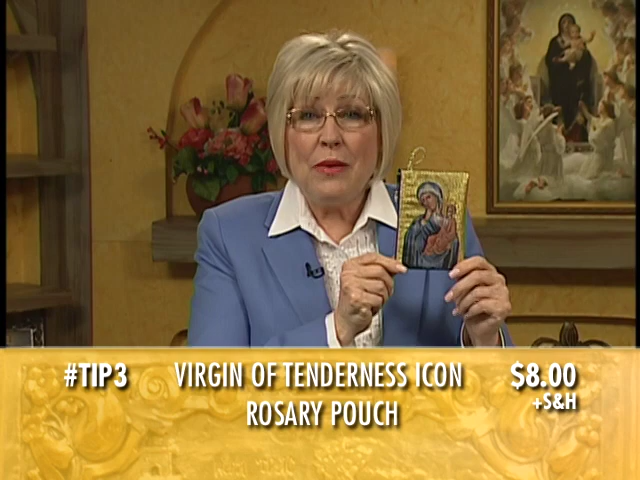 #TIP3 VIRGIN OF TENDERNESS ICON $8.00
ROSARY POUCH +S&H